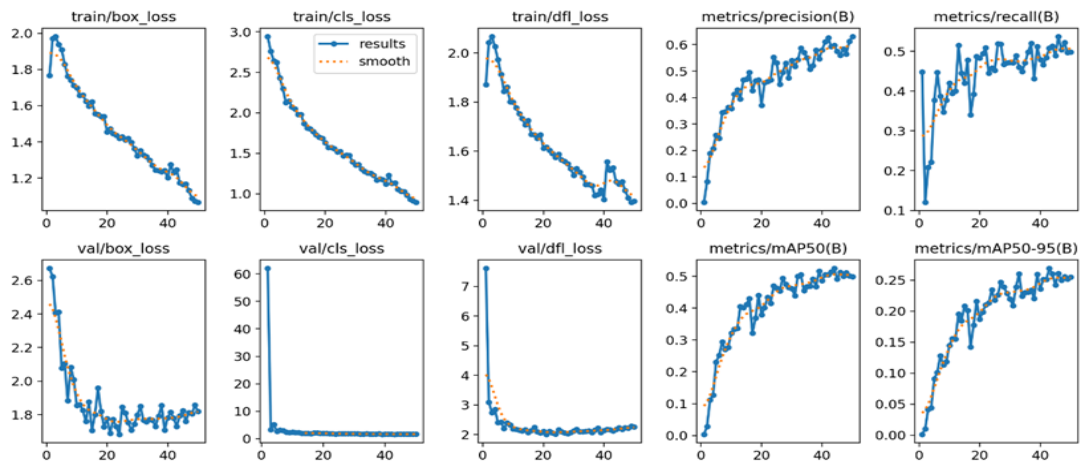 train/box_loss train/cls_loss train/dfl_loss metrics/precision(B) metrics/recall(B)
2.0 1.8 1.6 1.4 1.2
3.0 2.5 2.0 1.5 1.0
results
smooth
2.0 1.8 1.6 1.4
0.6 0.5 0.4 0.3 0.2 0.1 0.0
0.5 0.4 0.3 0.2 0.1
0 20 40 0 20 40 0 20 40 0 20 40 0 20 40
val/box_loss val/cls_loss val/dfl_loss metrics/mAP50(B) metrics/mAP50-95(B)
2.6 2.4 2.2 2.0 1.8
60 50 40 30 20 10 0
7 6 5 4 3 2
0.5 0.4 0.3 0.2 0.1 0.0
0.25 0.20 0.15 0.10 0.05 0.00
0 20 40 0 20 40 0 20 40 0 20 40 0 20 40